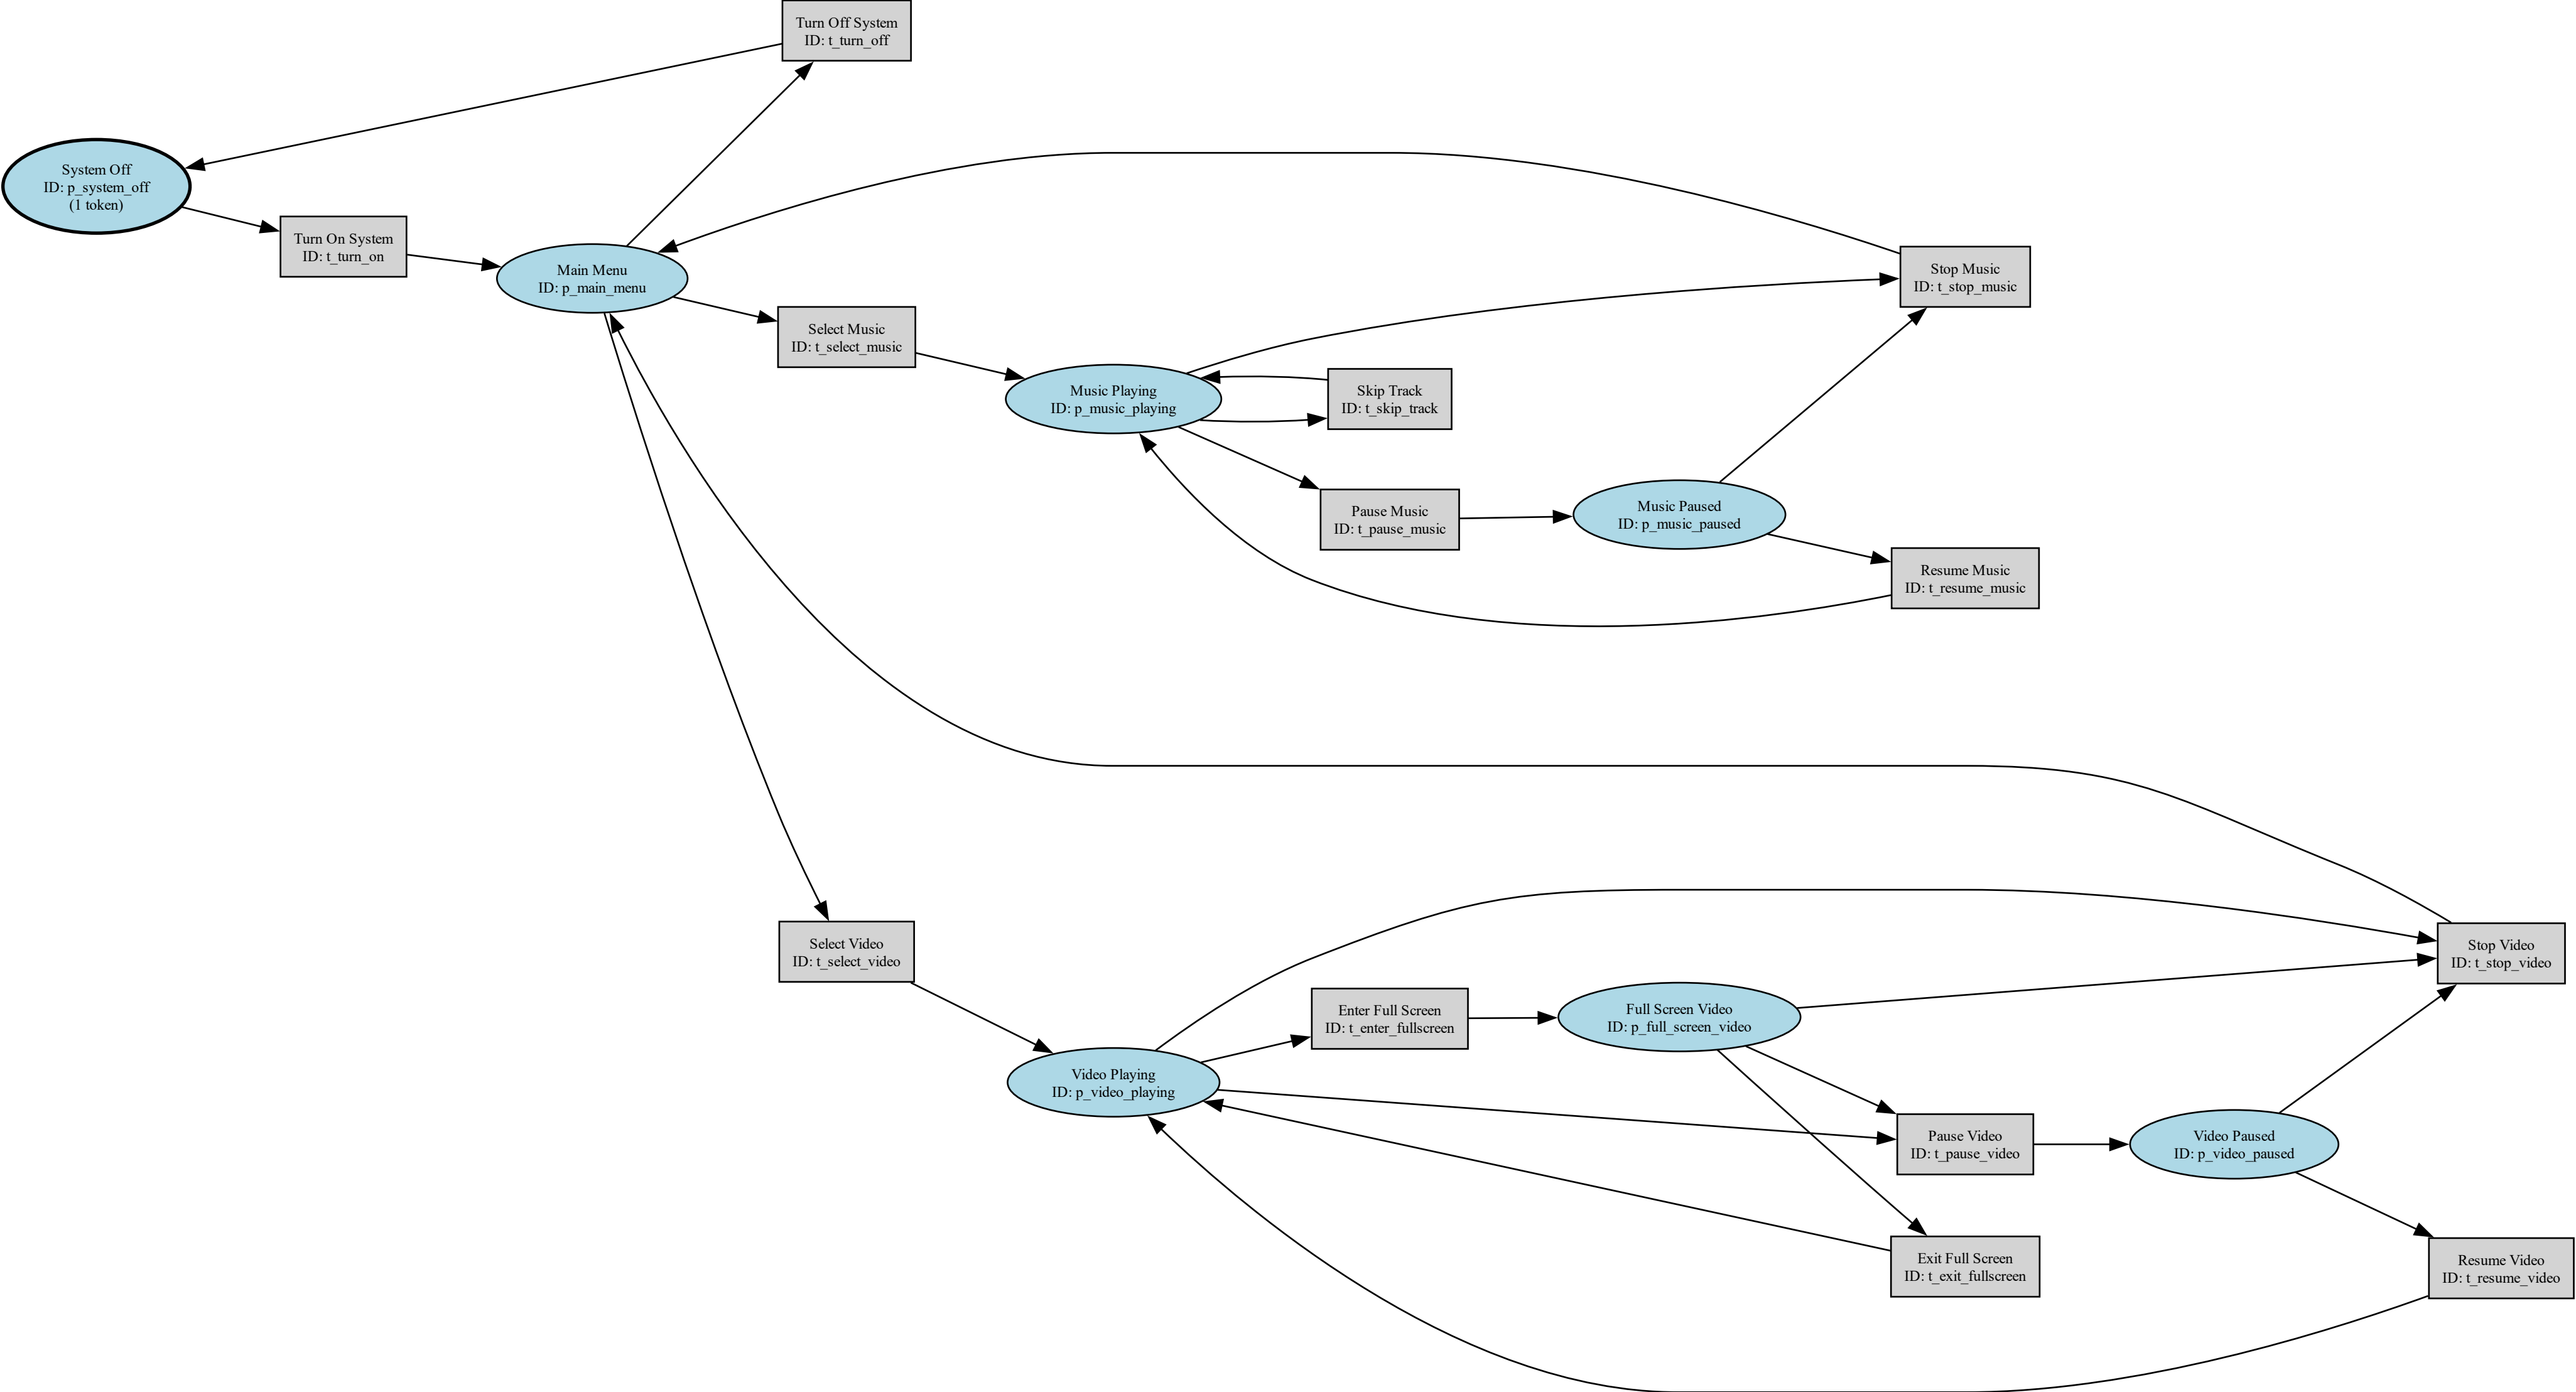 Turn Off System
ID: t_turn_off
System Off
ID: p_system_off
(1 token)
Turn On System
ID: t_turn_on
Main Menu
ID: p_main_menu
Select Music
ID: t_select_music
Music Playing
ID: p_music_playing
Skip Track
ID: t_skip_track
Pause Music
ID: t_pause_music
Music Paused
ID: p_music_paused
Stop Music
ID: t_stop_music
Resume Music
ID: t_resume_music
Select Video
ID: t_select_video
Video Playing
ID: p_video_playing
Enter Full Screen
ID: t_enter_fullscreen
Full Screen Video
ID: p_full_screen_video
Pause Video
ID: t_pause_video
Exit Full Screen
ID: t_exit_fullscreen
Video Paused
ID: p_video_paused
Stop Video
ID: t_stop_video
Resume Video
ID: t_resume_video